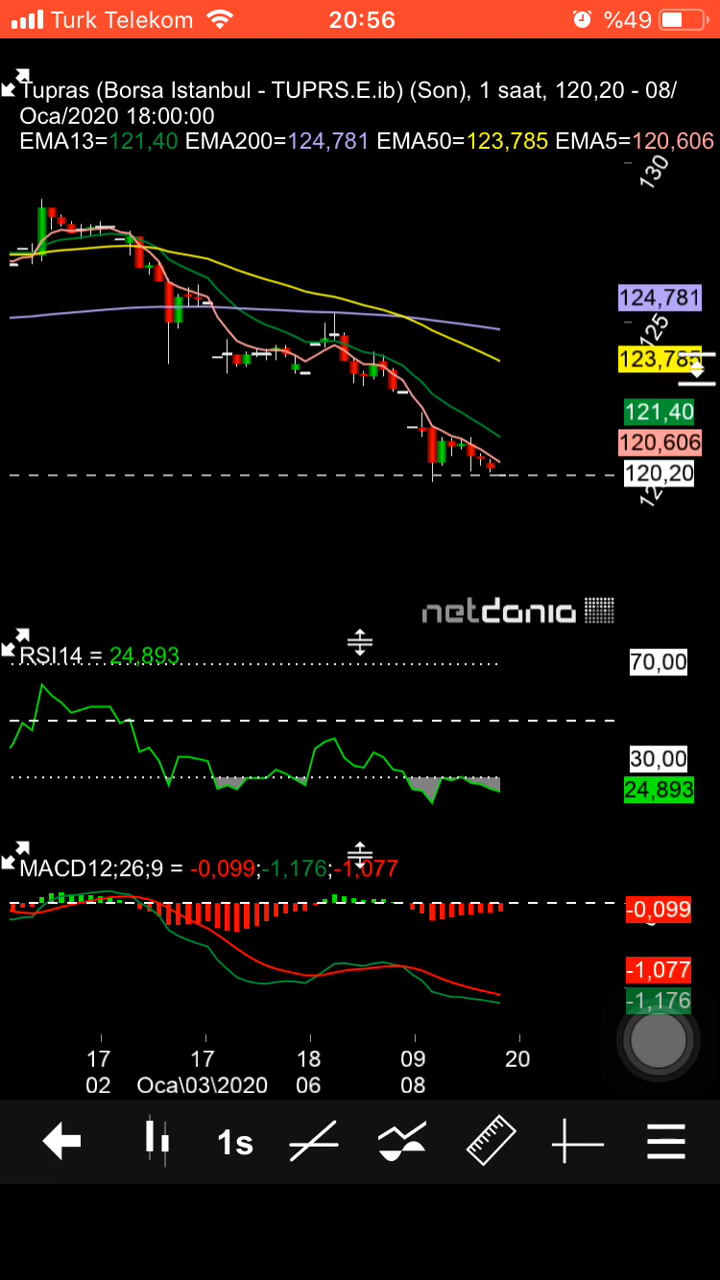 Turk Telekom 20:56 %49
Tupras (Borsa Istanbul - TUPRS.E.ib) (Son), 1 saat, 120,20 - 08/
Oca/2020 18:00:00
EMA13=121,40 EMA200=124,781 EMA50=123,785 EMA5=120,606
130
124,781
125
123,785
121,40
120,606
120,20
netdania
RSI14 = 24,893
70,00
30,00
24,893
MACD12;26;9 = -0,099;-1,176;-1,077
-0,099
-1,077
-1,176
17 17 18 09 20
02 Oca\03\2020 06 08
1s